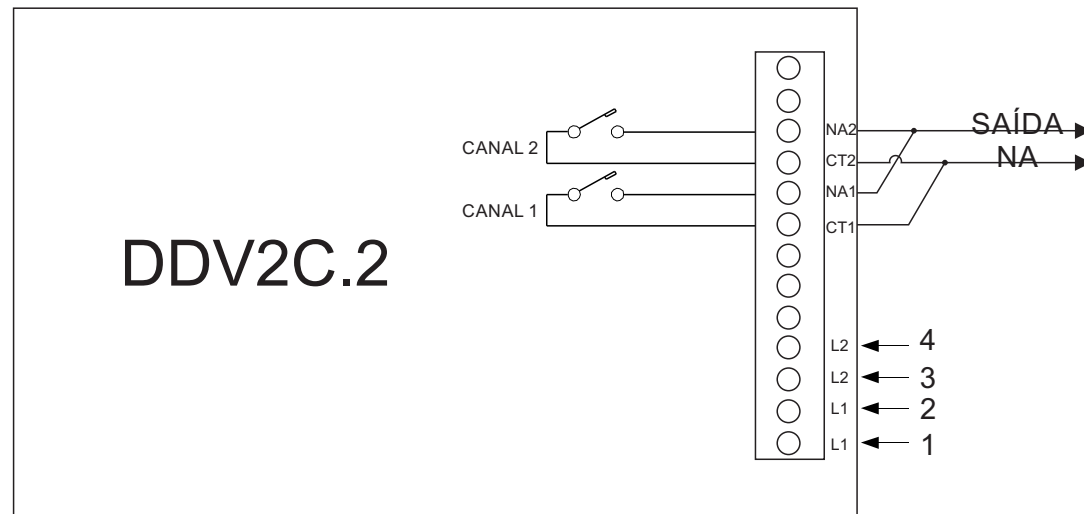 NA2
SAÍDA
CANAL 2
CT2
NA
NA1
CANAL 1
CT1
DDV2C.2
L2 4
L2 3
L1 2
L1 1